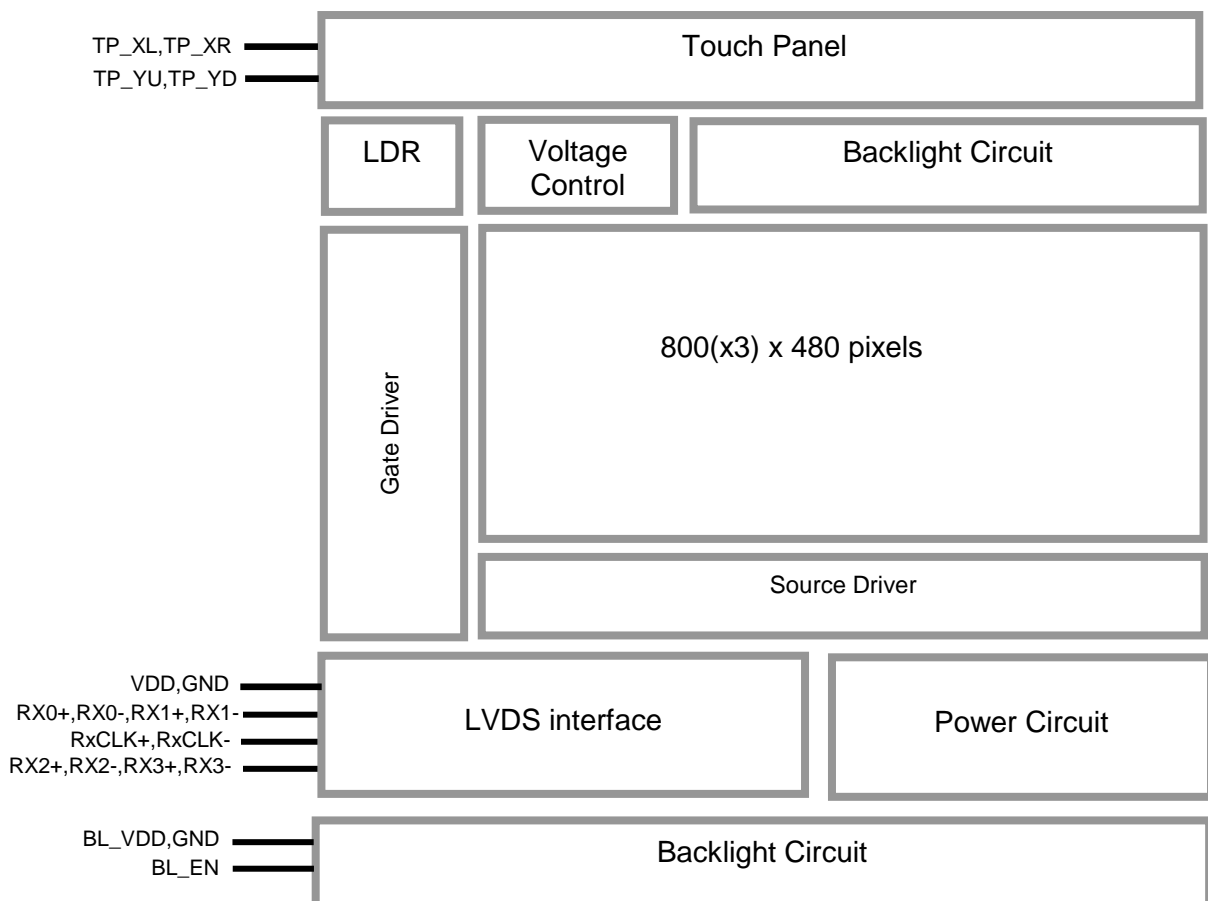 TP_XL,TP_XR
TP_YU,TP_YD
Touch Panel
LDR
Voltage
Control
Backlight Circuit
Gate Driver
800(x3) x 480 pixels
Source Driver
VDD,GND
RX0+,RX0-,RX1+,RX1-
RxCLK+,RxCLK-
RX2+,RX2-,RX3+,RX3-
LVDS interface
Power Circuit
BL_VDD,GND
BL_EN
Backlight Circuit